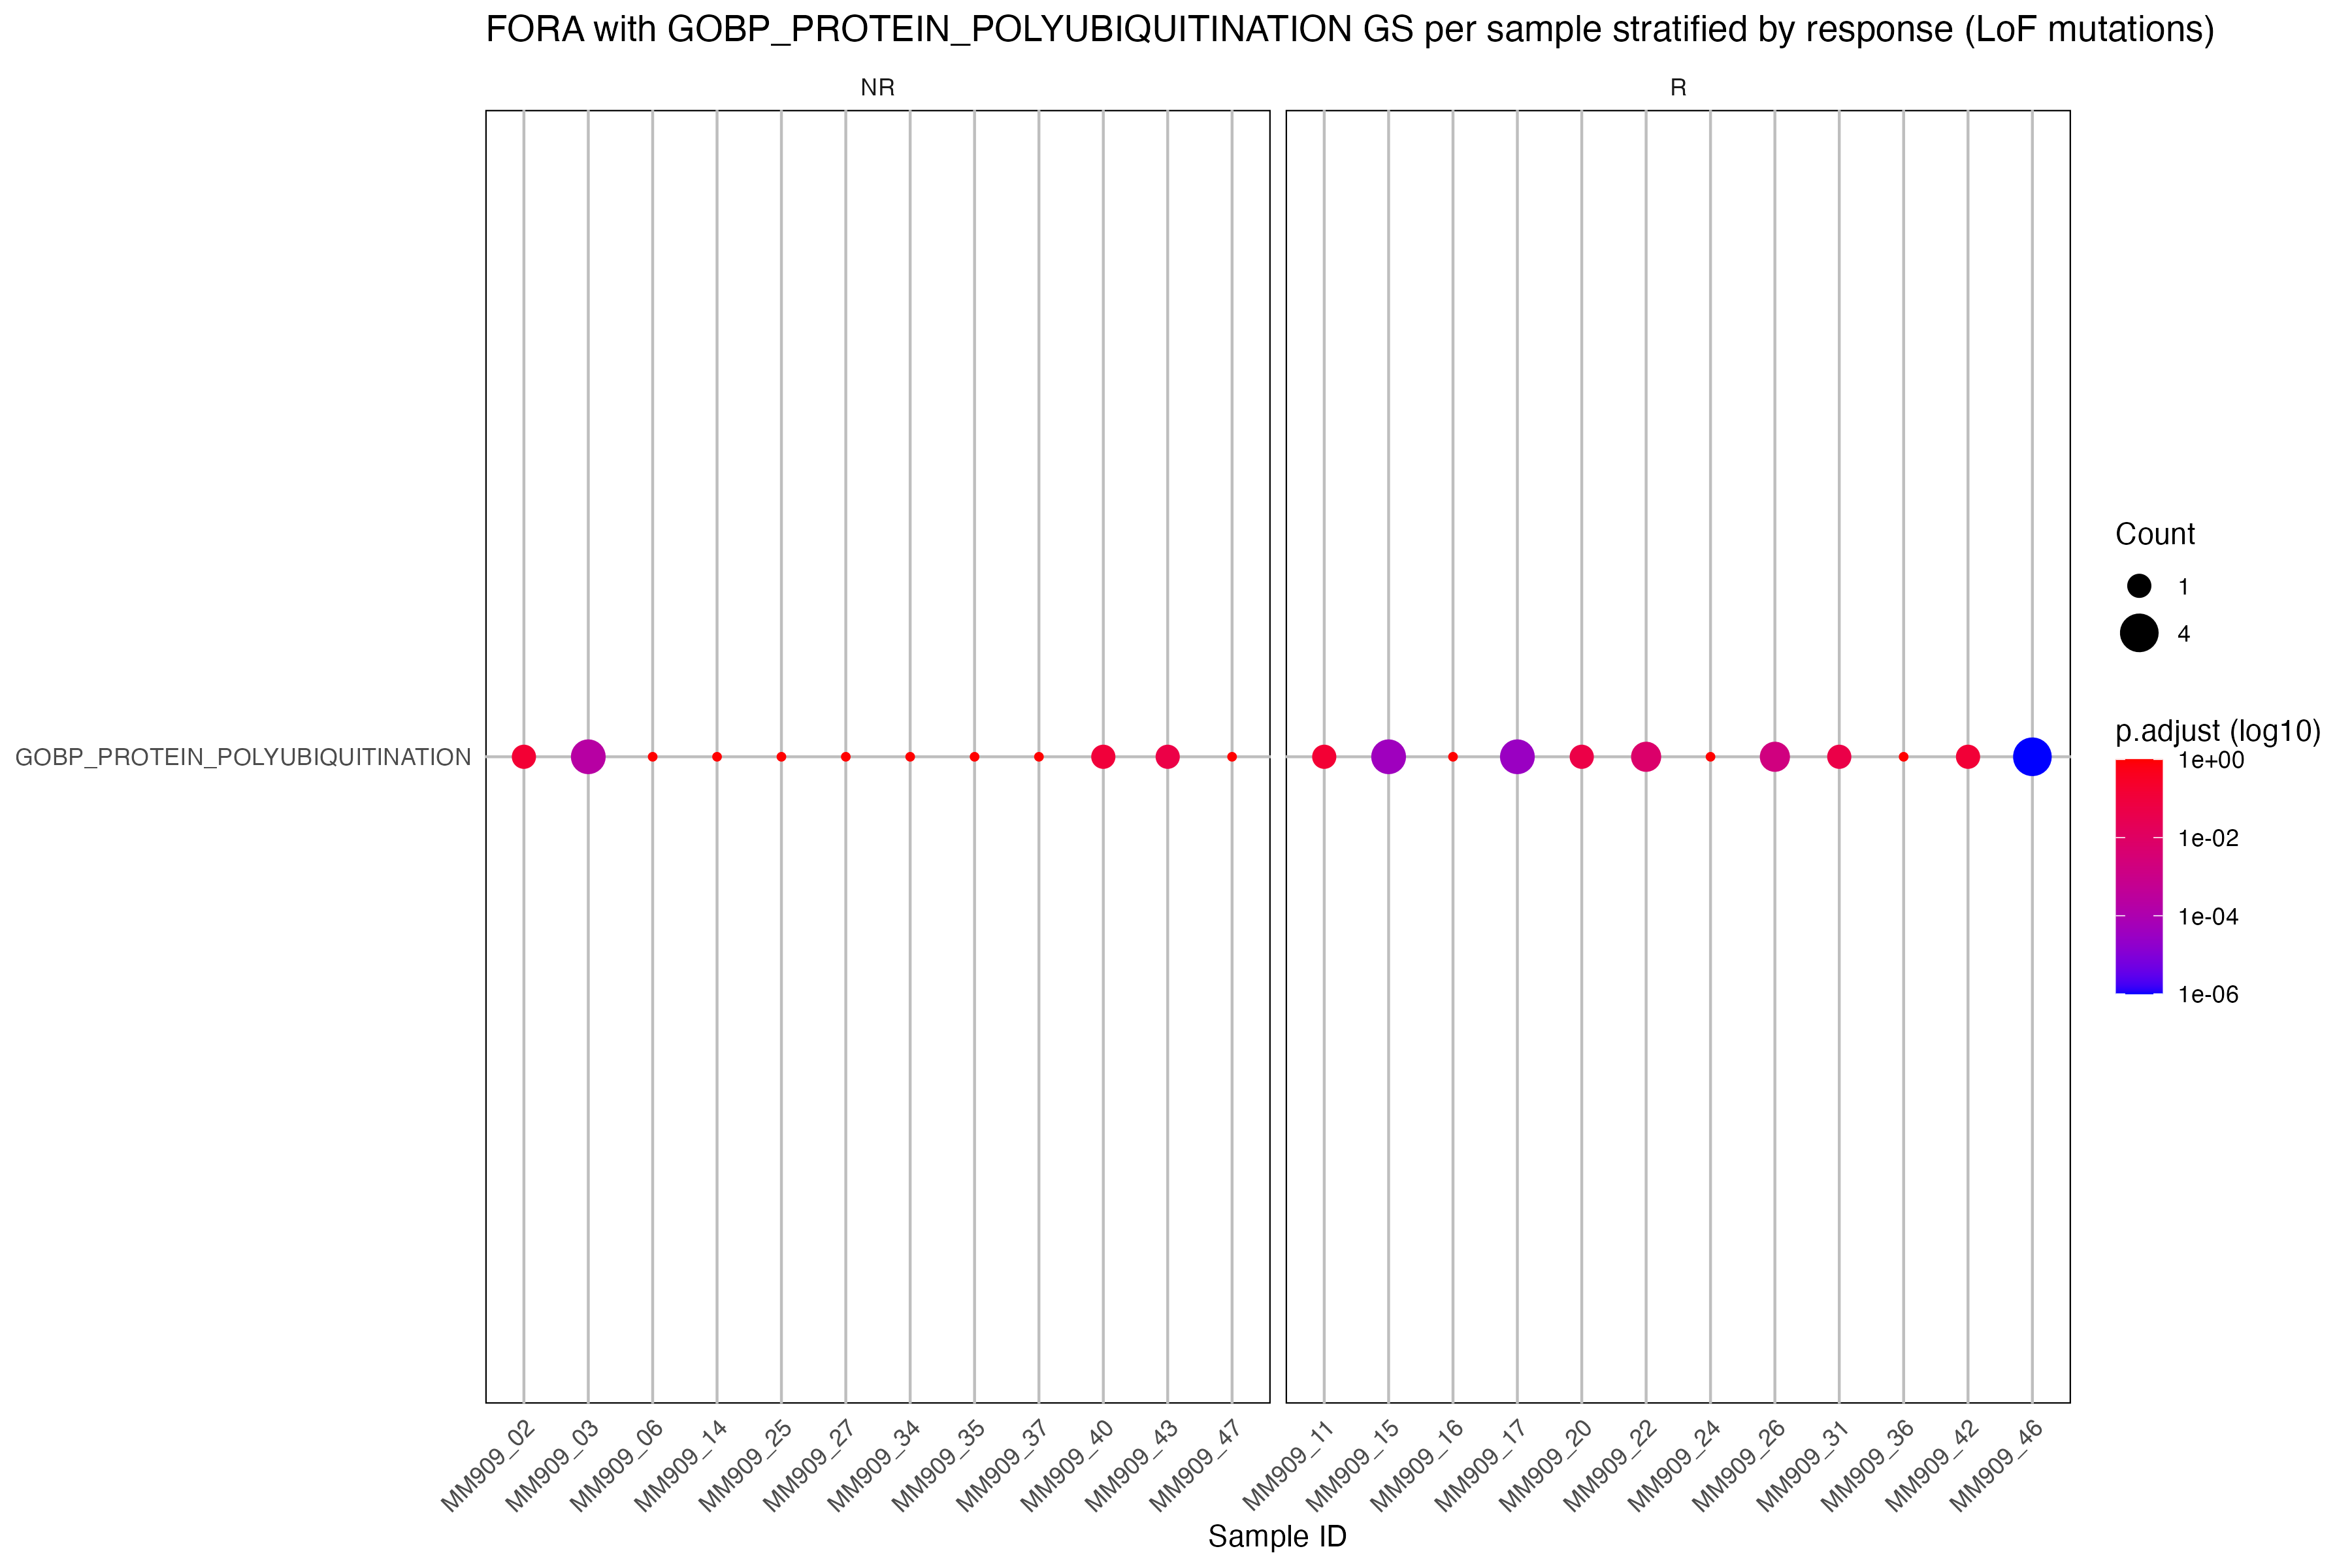 FORA with GOBP_PROTEIN_POLYUBIQUITINATION GS per sample stratified by response (LoF mutations)
NR
R
GOBP_PROTEIN_POLYUBIQUITINATION
Count
1
4
p.adjust (log10)
1e+00
1e-02
1e-04
1e-06
MM909_02
MM909_03
MM909_06
MM909_14
MM909_25
MM909_27
MM909_34
MM909_35
MM909_37
MM909_40
MM909_43
MM909_47
MM909_11
MM909_15
MM909_16
MM909_17
MM909_20
MM909_22
MM909_24
MM909_26
MM909_31
MM909_36
MM909_42
MM909_46
Sample ID